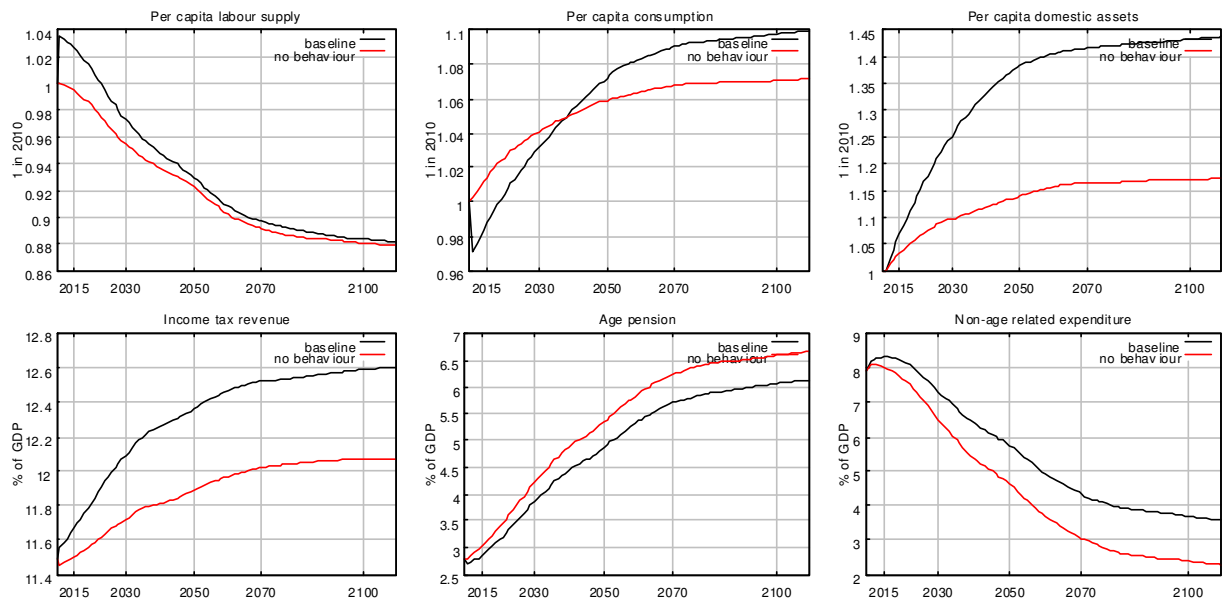 Per capita labour supply
1 in 2010
1.04
1.02
1
0.98
0.96
0.94
0.92
0.9
0.88
0.86
2015 2030 2050 2070 2100
baseline
no behaviour
Per capita consumption
1 in 2010
1.1
1.08
1.06
1.04
1.02
1
0.98
0.96
2015 2030 2050 2070 2100
baseline
no behaviour
Per capita domestic assets
1 in 2010
1.45
1.4
1.35
1.3
1.25
1.2
1.15
1.1
1.05
1
2015 2030 2050 2070 2100
baseline
no behaviour
Income tax revenue
% of GDP
12.8
12.6
12.4
12.2
12
11.8
11.6
11.4
2015 2030 2050 2070 2100
baseline
no behaviour
Age pension
% of GDP
7
6.5
6
5.5
5
4.5
4
3.5
3
2.5
2015 2030 2050 2070 2100
baseline
no behaviour
Non-age related expenditure
% of GDP
9
8
7
6
5
4
3
2
2015 2030 2050 2070 2100
baseline
no behaviour